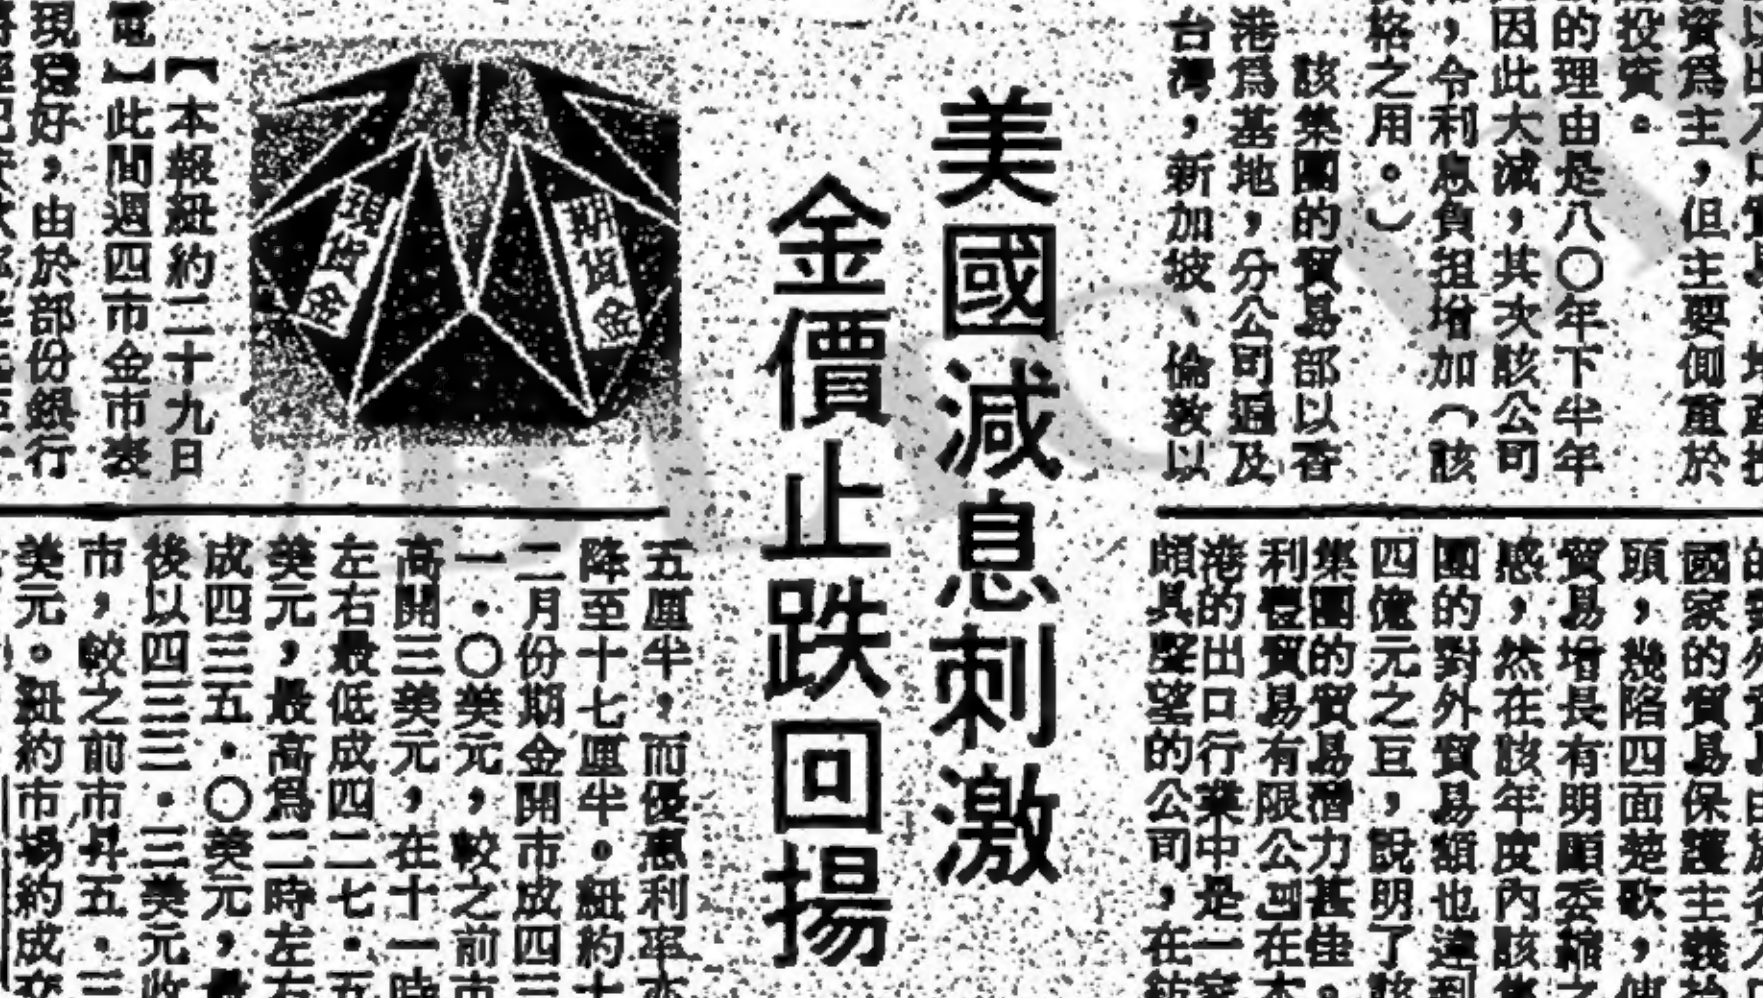 資為主，但主要側重於
投資。
的理由是八〇年下半年
因此大減，其次該公司
，令利息負担增加（該
格之用。）
該集團的貿易部以香
港為基地，分公司遍及
台灣，新加坡、倫敦以
國家的貿易保護主義
頭，幾陷四面楚歌，
貿易增長有明顯委縮之
感，然在該年度內該集
團的對外貿易額也達到
四億元之巨，說明了該
集團的貿易潛力甚佳。
利豐貿易有限公司在本
港的出口行業中是一家
頗具聲望的公司，在紡
美國減息刺激
金價止跌回揚
現貨金
期貨金
【本報紐約二十九日
電】此間週四市金市表
現穩好，由於部份銀行
五厘半，而優惠利率亦
降至十七厘半。紐約十
二月份期金開市成四三
一．〇美元，較之前市
高開三美元，在十一時
左右最低成四二七．五
美元，最高為二時左右
成四三五．〇美元，最
後以四三三．三美元收
市，較之前市昇五．三
美元。紐約市場約成交